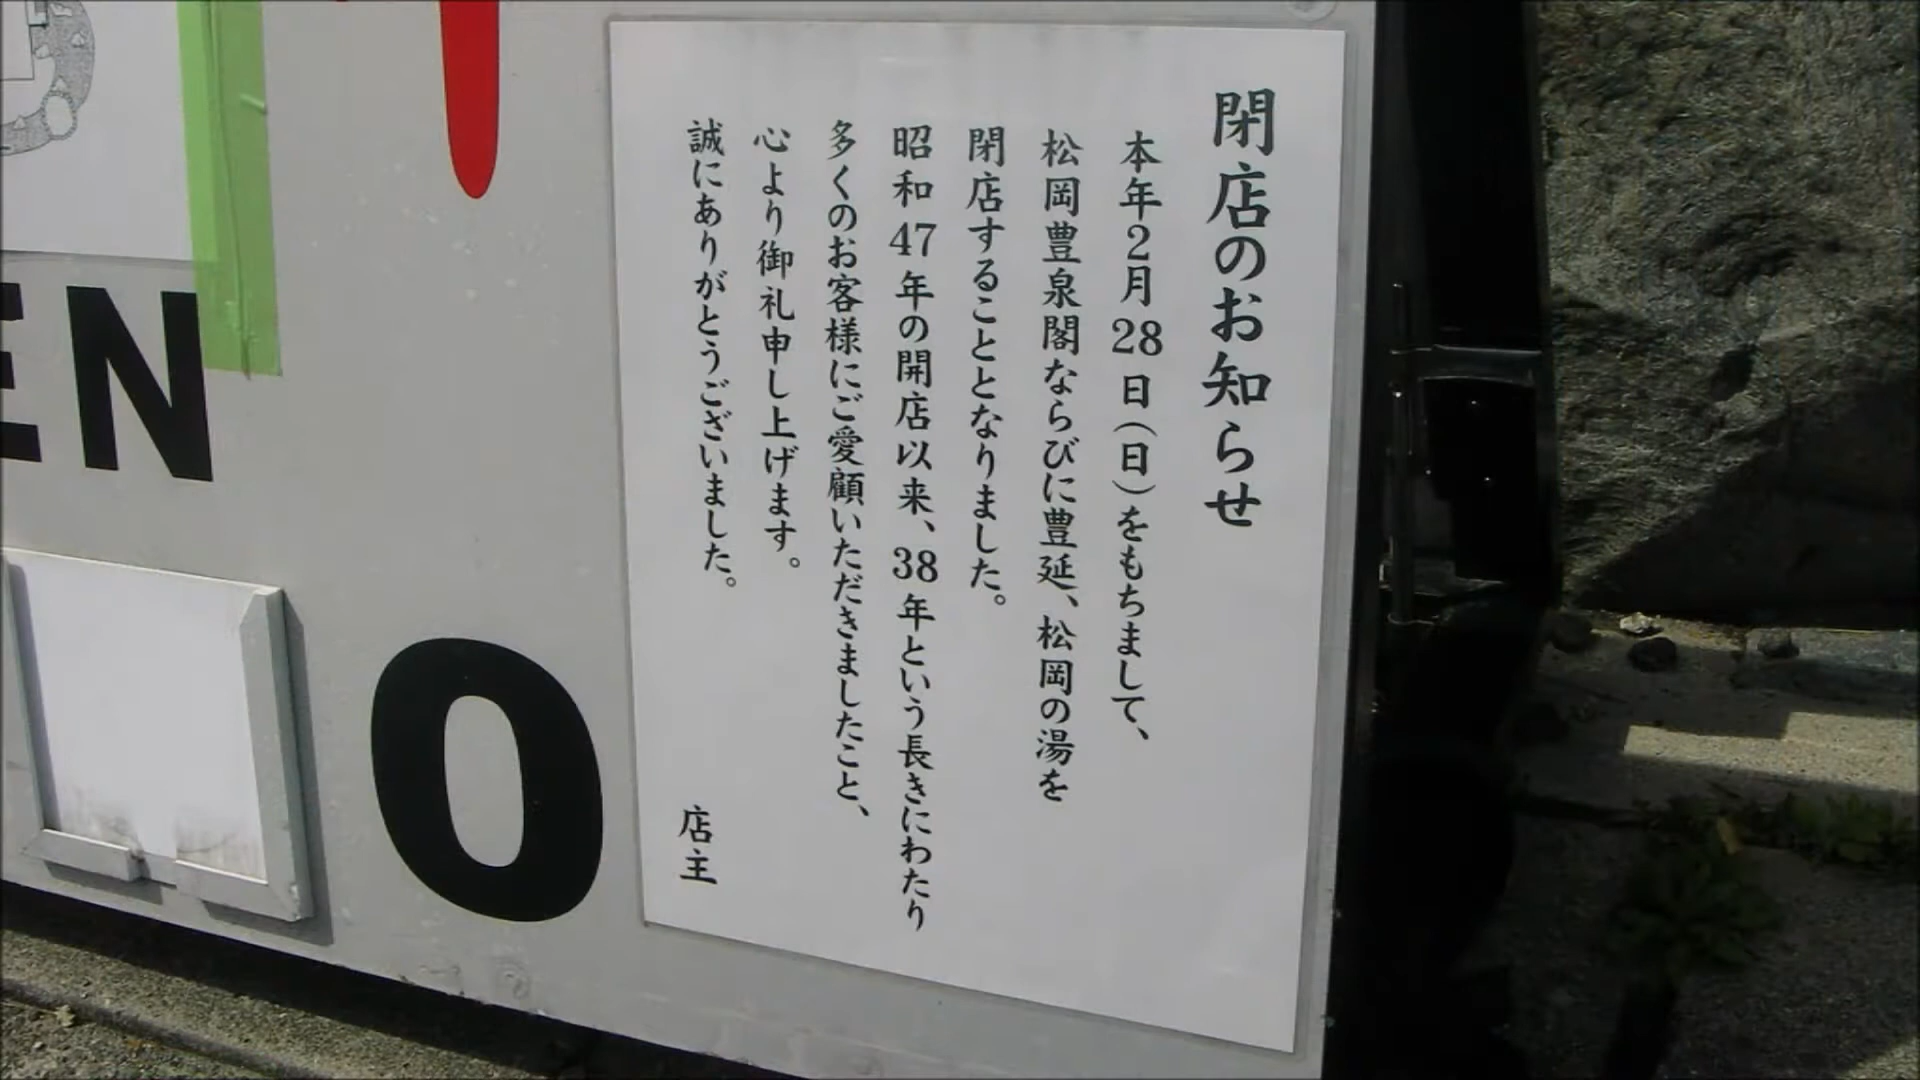 閉店のお知らせ
本年2月28日(日)をもちまして、
松岡豊泉閣ならびに豊延、松岡の湯を
閉店することとなりました。
昭和47年の開店以来、38年という長きにわたり
多くのお客様にご愛顧いただきましたこと、
心より御礼申し上げます。
誠にありがとうございました。
店主
EN
O